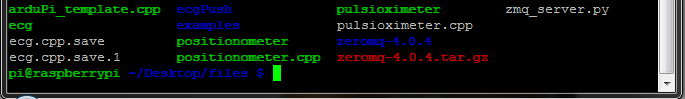 arduPi_template.cpp ecgPush pulsioximeter zmq_server.py
ecg examples pulsioximeter.cpp
ecg.cpp.save positionometer zeromq-4.0.4
ecg.cpp.save.1 positionometer.cpp zeromq-4.0.4.tar.gz
pi@raspberrypi ~/Desktop/files $